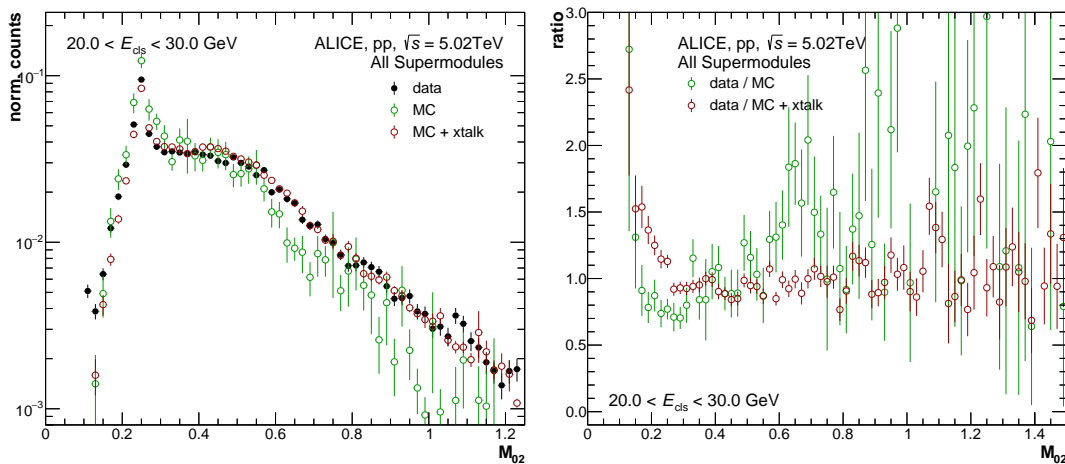 norm. counts
20.0 < E_cls < 30.0 GeV
ALICE, pp, √s = 5.02TeV
All Supermodules
data
MC
MC + xtalk
10⁻¹
10⁻²
10⁻³
0 0.2 0.4 0.6 0.8 1 1.2
M₀₂
ratio
ALICE, pp, √s = 5.02TeV
All Supermodules
data / MC
data / MC + xtalk
3.0
2.5
2.0
1.5
1.0
0.5
0.0
20.0 < E_cls < 30.0 GeV
0 0.2 0.4 0.6 0.8 1 1.2 1.4
M₀₂